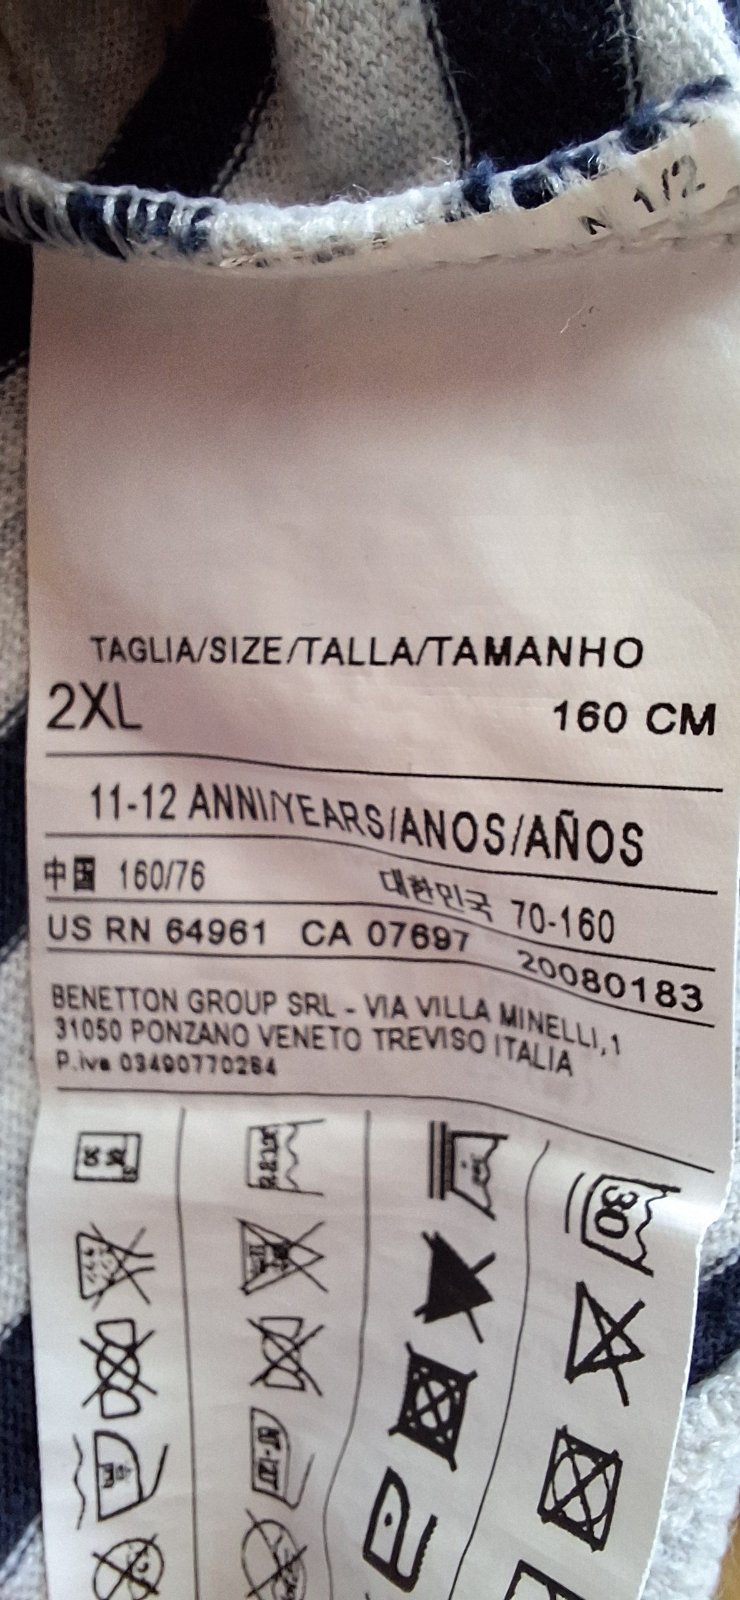 N 1/2
TAGLIA/SIZE/TALLA/TAMANHO
2XL 160 CM
11-12 ANNI/YEARS/ANOS/AÑOS
中国 160/76 대한민국 70-160
US RN 64961 CA 07697 20080183
BENETTON GROUP SRL - VIA VILLA MINELLI,1
31050 PONZANO VENETO TREVISO ITALIA
P.iva 03490770264
30